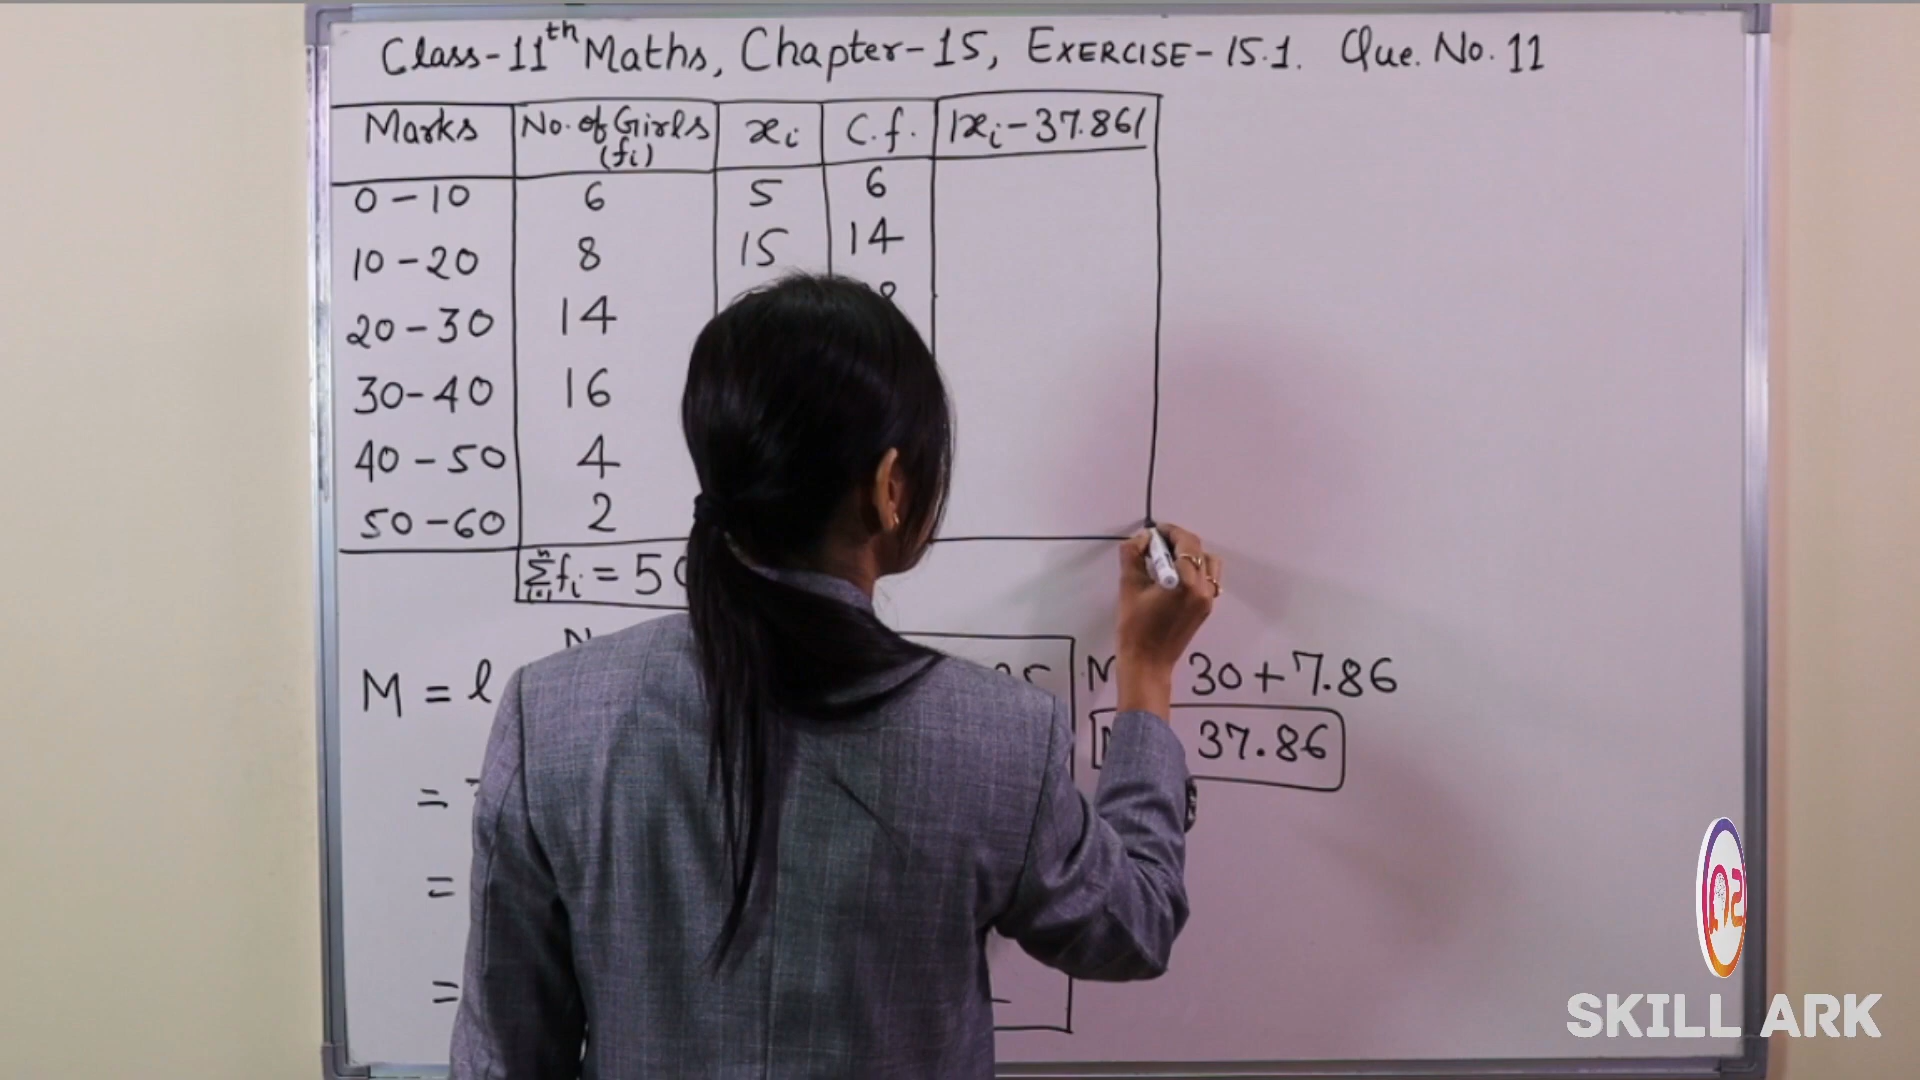 Class-11th Maths, Chapter-15, EXERCISE-15.1. Que. No. 11
Marks No. of Girls (fi) xi C.f. |xi-37.86|
0-10 6 5 6
10-20 8 15 14
20-30 14
30-40 16
40-50 4
50-60 2
Σfi = 50
M = l
30+7.86
37.86
=
=
=
SKILL ARK